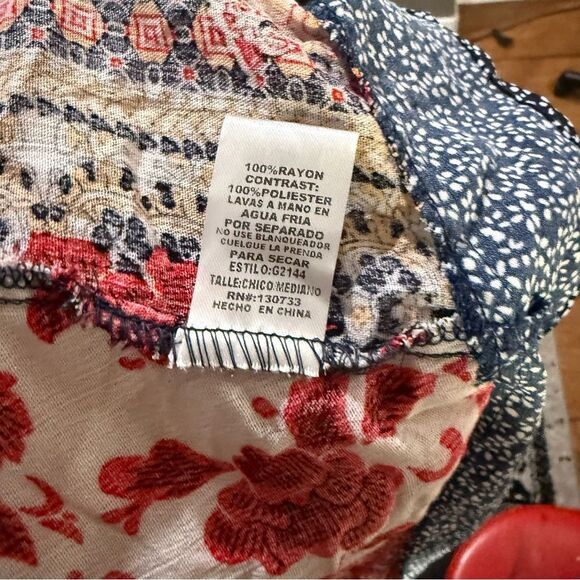 100%RAYON
CONTRAST:
100%POLIESTER
LAVAS A MANO EN
AGUA FRIA
POR SEPARADO
NO USE BLANQUEADOR
CUELGUE LA PRENDA
PARA SECAR
ESTILO:G2144
TALLE:CHICO/MEDIANO
RN#:130733
HECHO EN CHINA